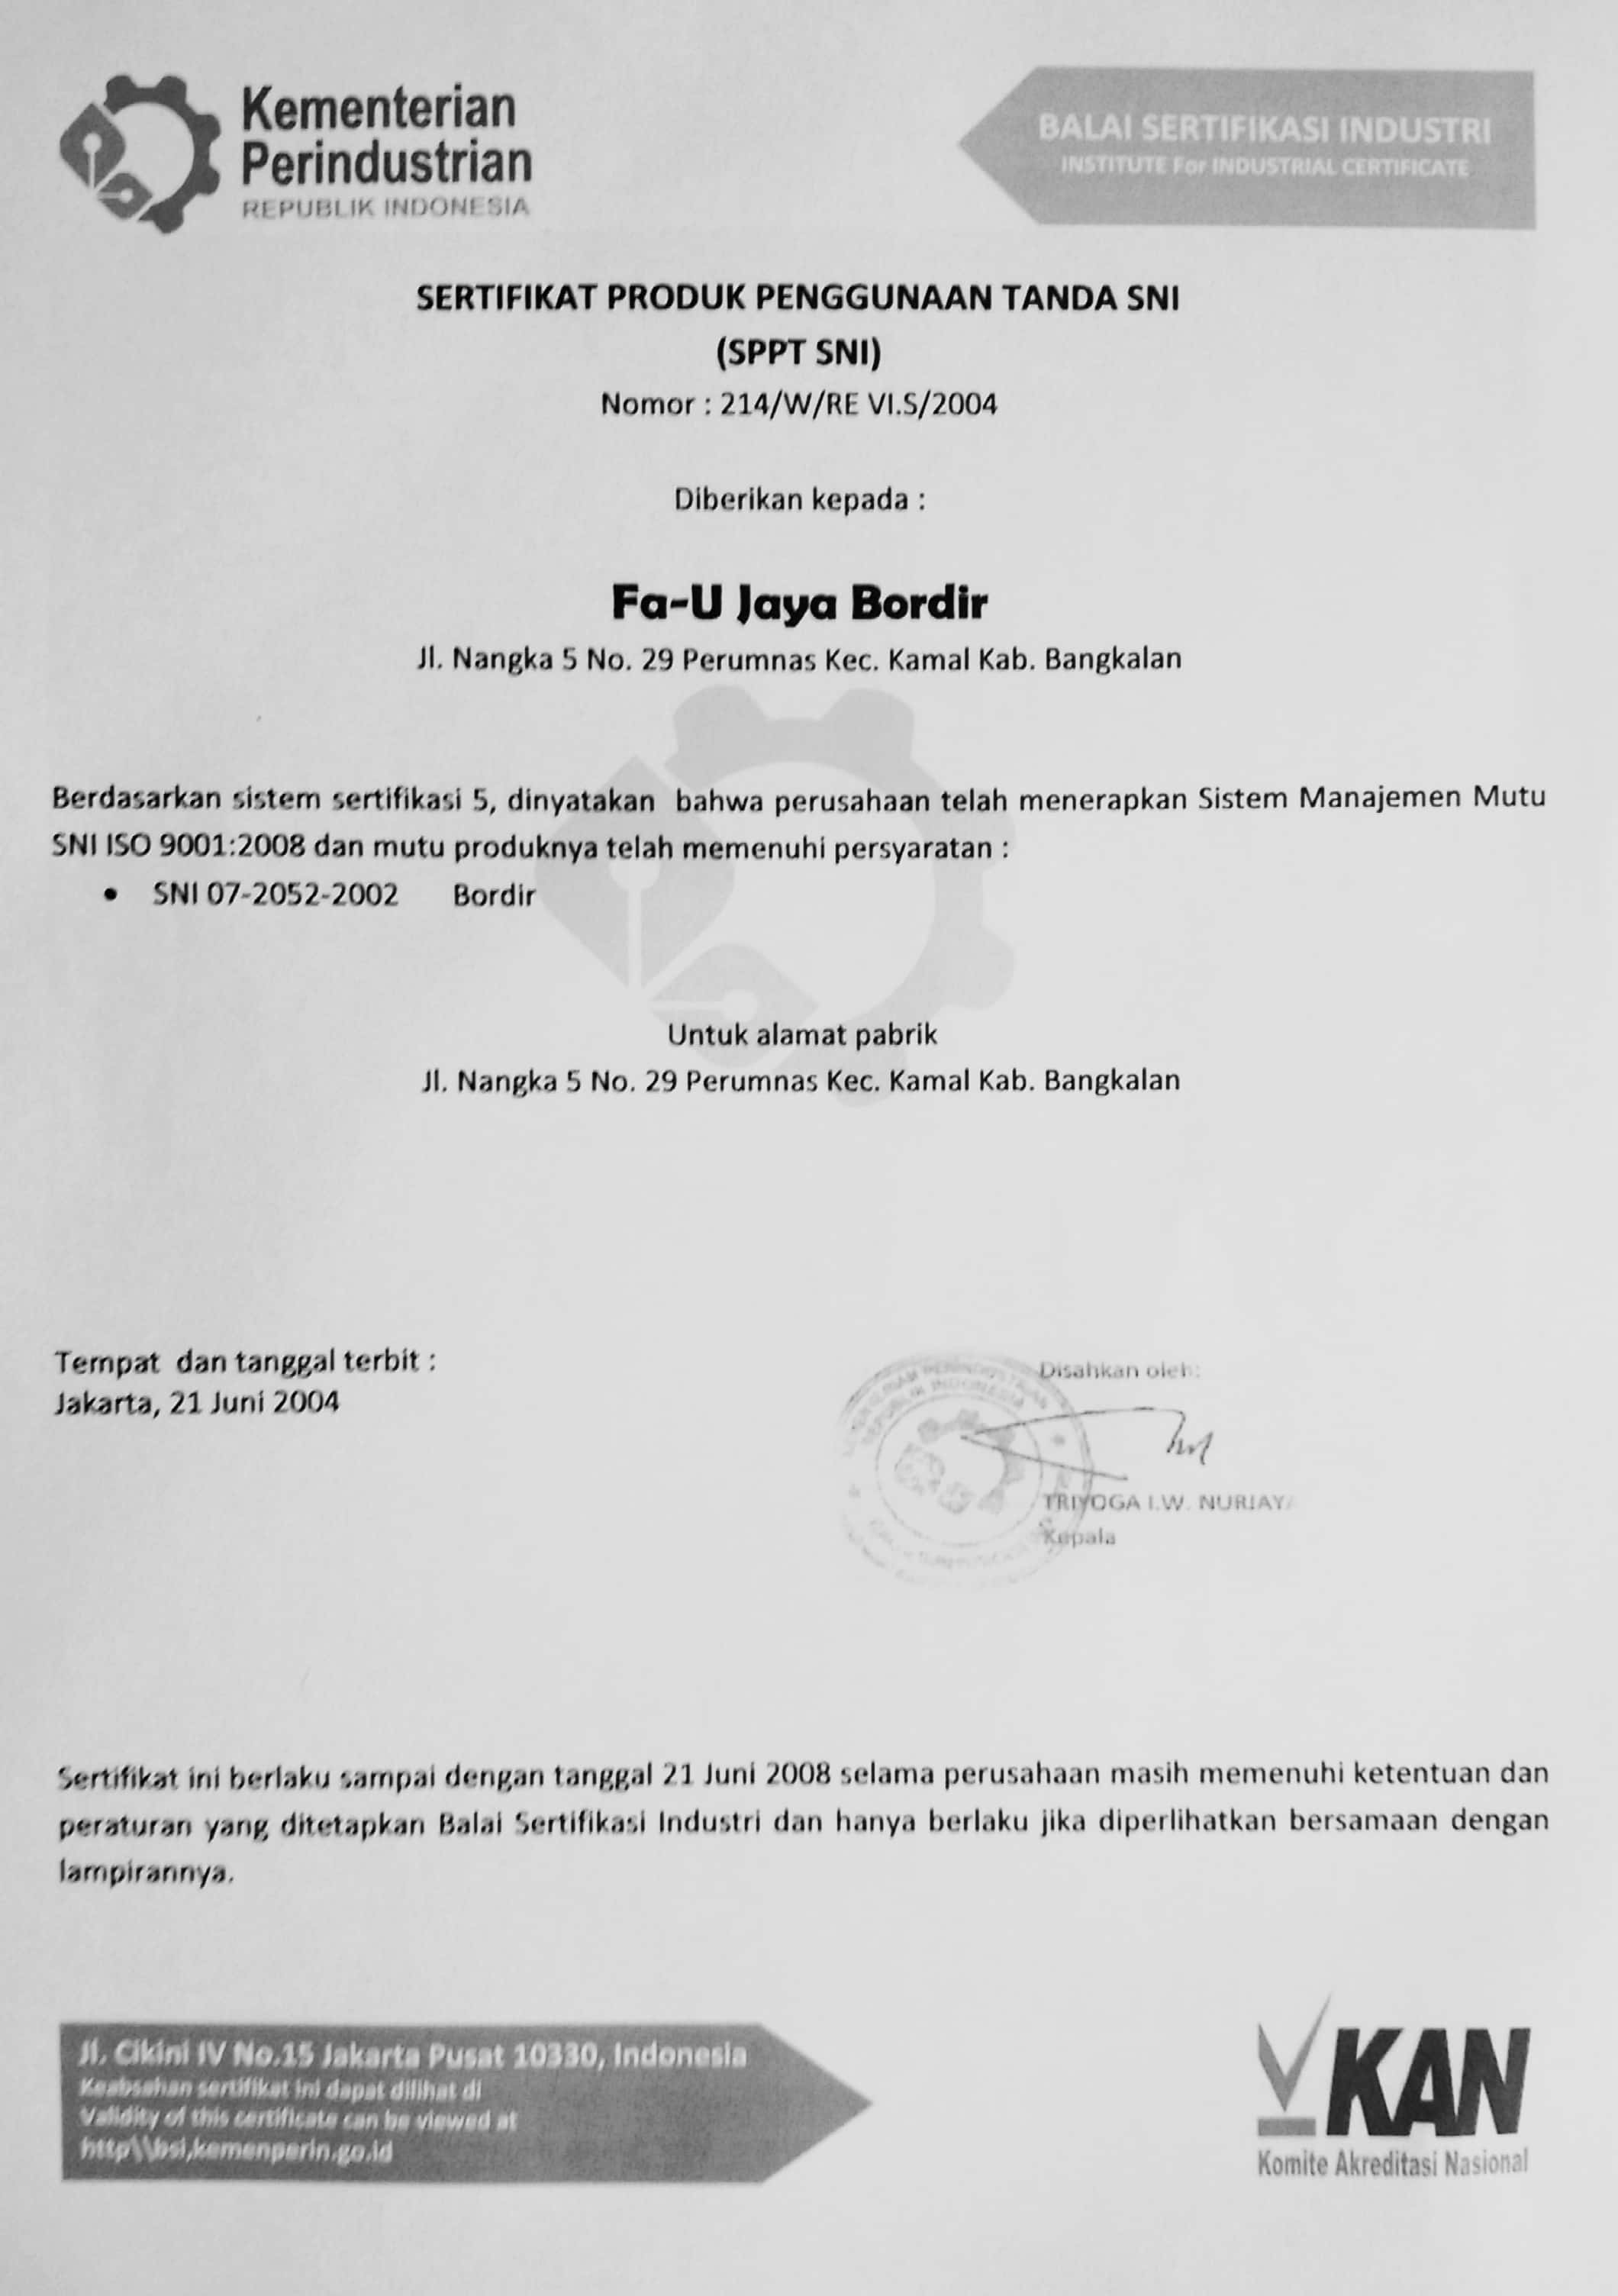 Kementerian
Perindustrian
REPUBLIK INDONESIA
BALAI SERTIFIKASI INDUSTRI
INSTITUTE For INDUSTRIAL CERTIFICATE
SERTIFIKAT PRODUK PENGGUNAAN TANDA SNI
(SPPT SNI)
Nomor : 214/W/RE VI.S/2004
Diberikan kepada :
Fa-U Jaya Bordir
Jl. Nangka 5 No. 29 Perumnas Kec. Kamal Kab. Bangkalan
Berdasarkan sistem sertifikasi 5, dinyatakan bahwa perusahaan telah menerapkan Sistem Manajemen Mutu
SNI ISO 9001:2008 dan mutu produknya telah memenuhi persyaratan :
• SNI 07-2052-2002 Bordir
Untuk alamat pabrik
Jl. Nangka 5 No. 29 Perumnas Kec. Kamal Kab. Bangkalan
Tempat dan tanggal terbit :
Jakarta, 21 Juni 2004
Disahkan oleh:
REPUBLIK INDONESIA
TRIYOGA I.W. NURJAYA
Kepala
Sertifikat ini berlaku sampai dengan tanggal 21 Juni 2008 selama perusahaan masih memenuhi ketentuan dan
peraturan yang ditetapkan Balai Sertifikasi Industri dan hanya berlaku jika diperlihatkan bersamaan dengan
lampirannya.
Jl. Cikini IV No.15 Jakarta Pusat 10330, Indonesia
Keabsahan sertifikat ini dapat dilihat di
Validity of this certificate can be viewed at
http\\bsi,kemenperin.go.id
KAN
Komite Akreditasi Nasional